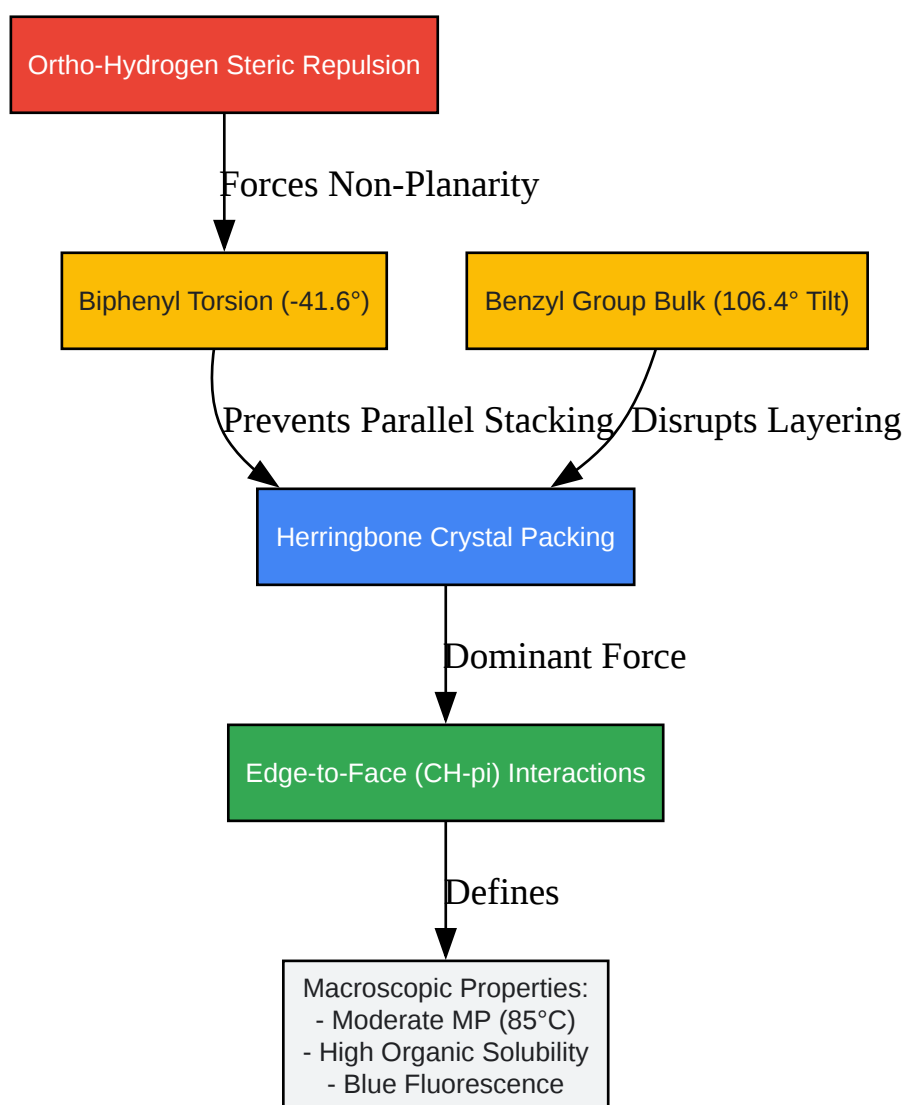 Ortho-Hydrogen Steric Repulsion
Forces Non-Planarity
Biphenyl Torsion (-41.6°)
Benzyl Group Bulk (106.4° Tilt)
Prevents Parallel Stacking
Disrupts Layering
Herringbone Crystal Packing
Dominant Force
Edge-to-Face (CH-pi) Interactions
Defines
Macroscopic Properties:
- Moderate MP (85°C)
- High Organic Solubility
- Blue Fluorescence